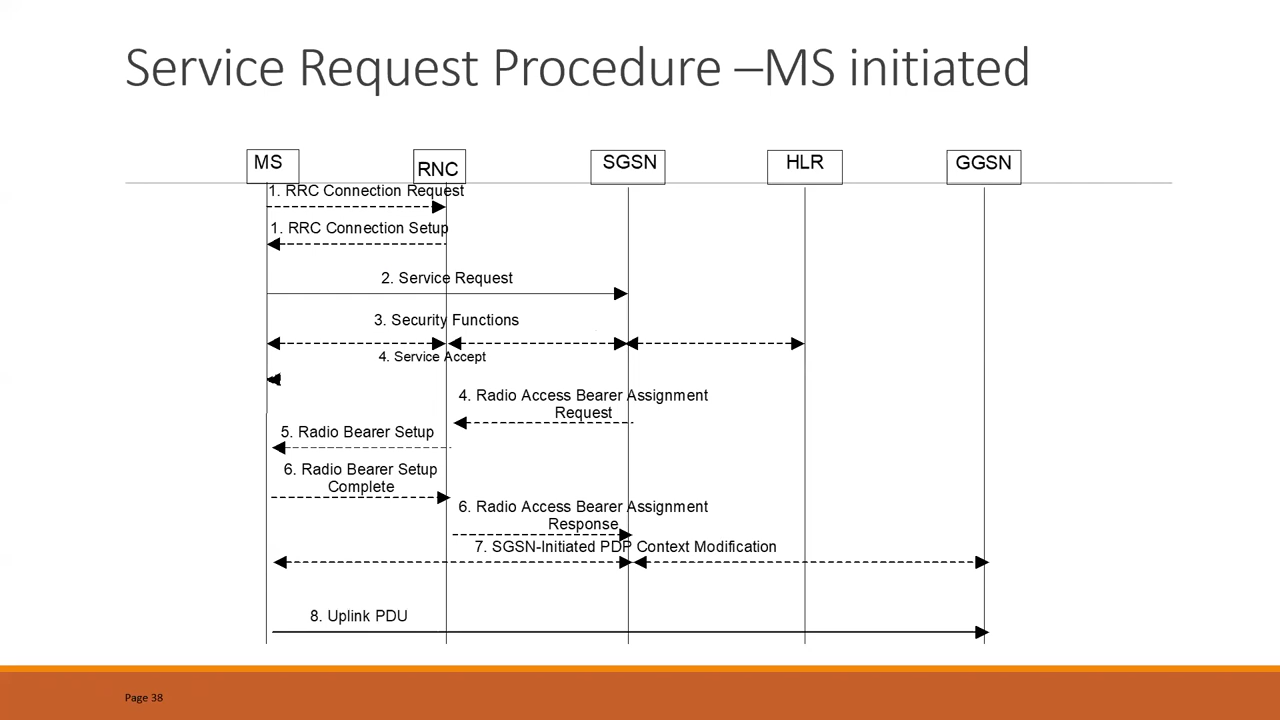 Service Request Procedure –MS initiated
MS
RNC
SGSN
HLR
GGSN
1. RRC Connection Request
1. RRC Connection Setup
2. Service Request
3. Security Functions
4. Service Accept
4. Radio Access Bearer Assignment
Request
5. Radio Bearer Setup
6. Radio Bearer Setup
Complete
6. Radio Access Bearer Assignment
Response
7. SGSN-Initiated PDP Context Modification
8. Uplink PDU
Page 38